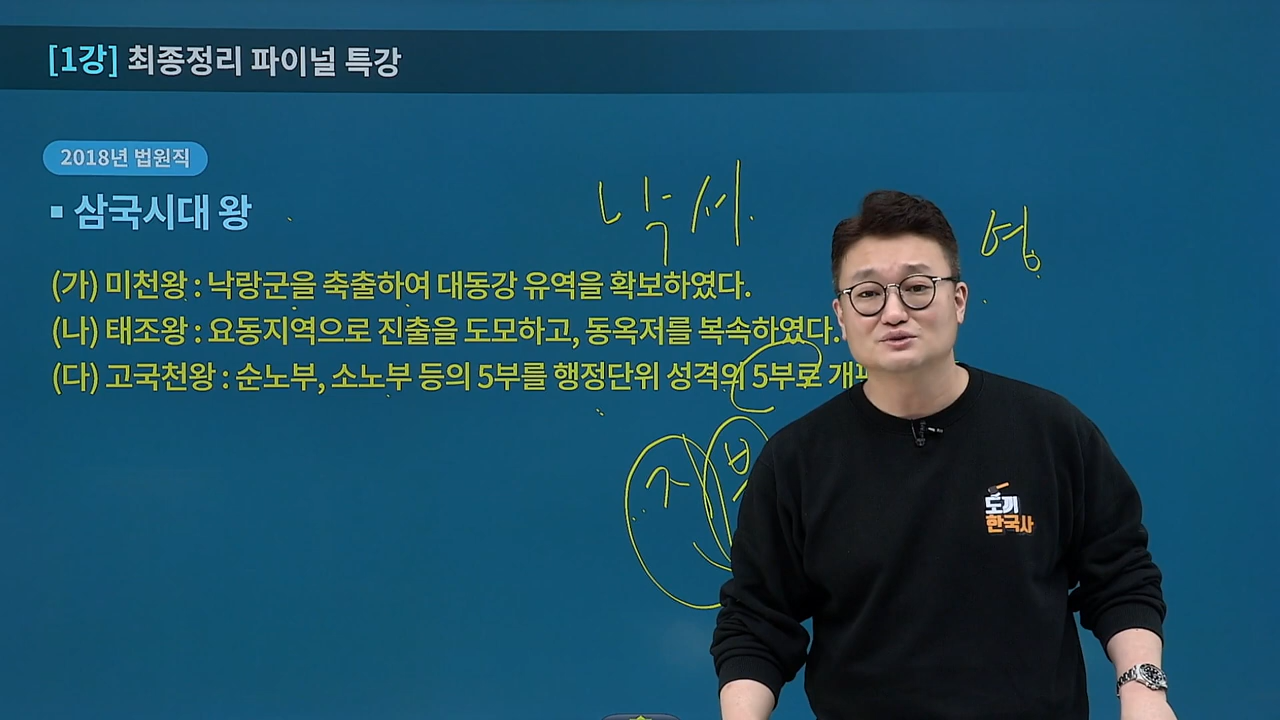 [1강] 최종정리 파이널 특강
2018년 법원직
▪ 삼국시대 왕
낙 서
영
(가) 미천왕 : 낙랑군을 축출하여 대동강 유역을 확보하였다.
(나) 태조왕 : 요동지역으로 진출을 도모하고, 동옥저를 복속하였다.
(다) 고국천왕 : 순노부, 소노부 등의 5부를 행정단위 성격의 5부로
지
도끼
한국사